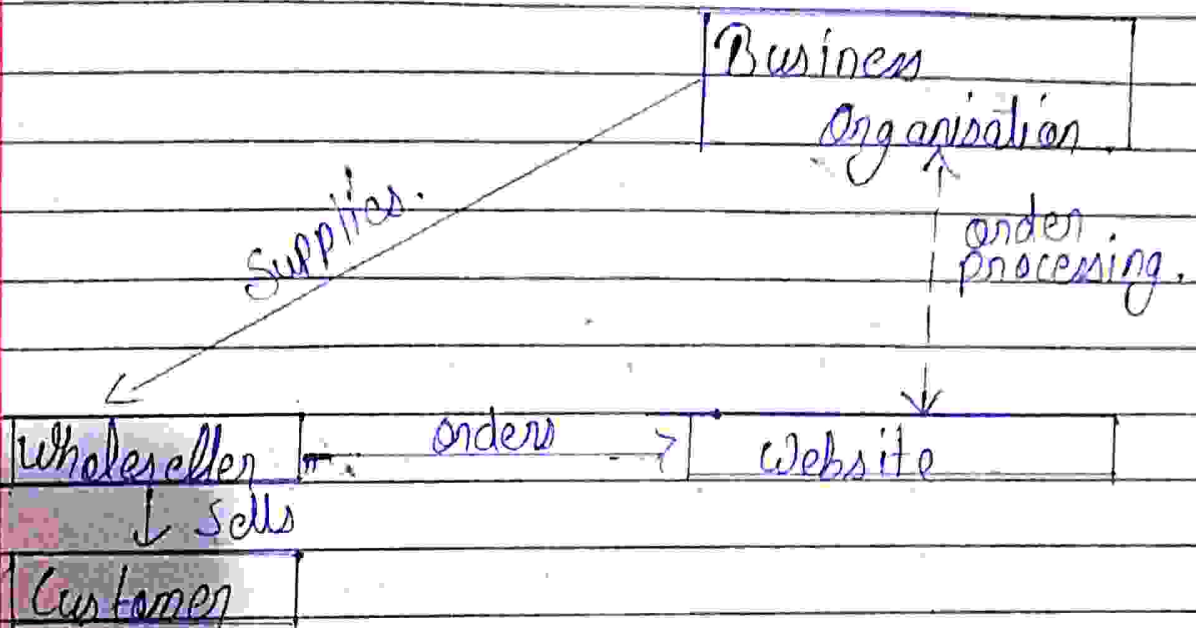 Business
Organisation.
Supplies.
order
processing.
Wholeseller
orders
Website
sells
Customer